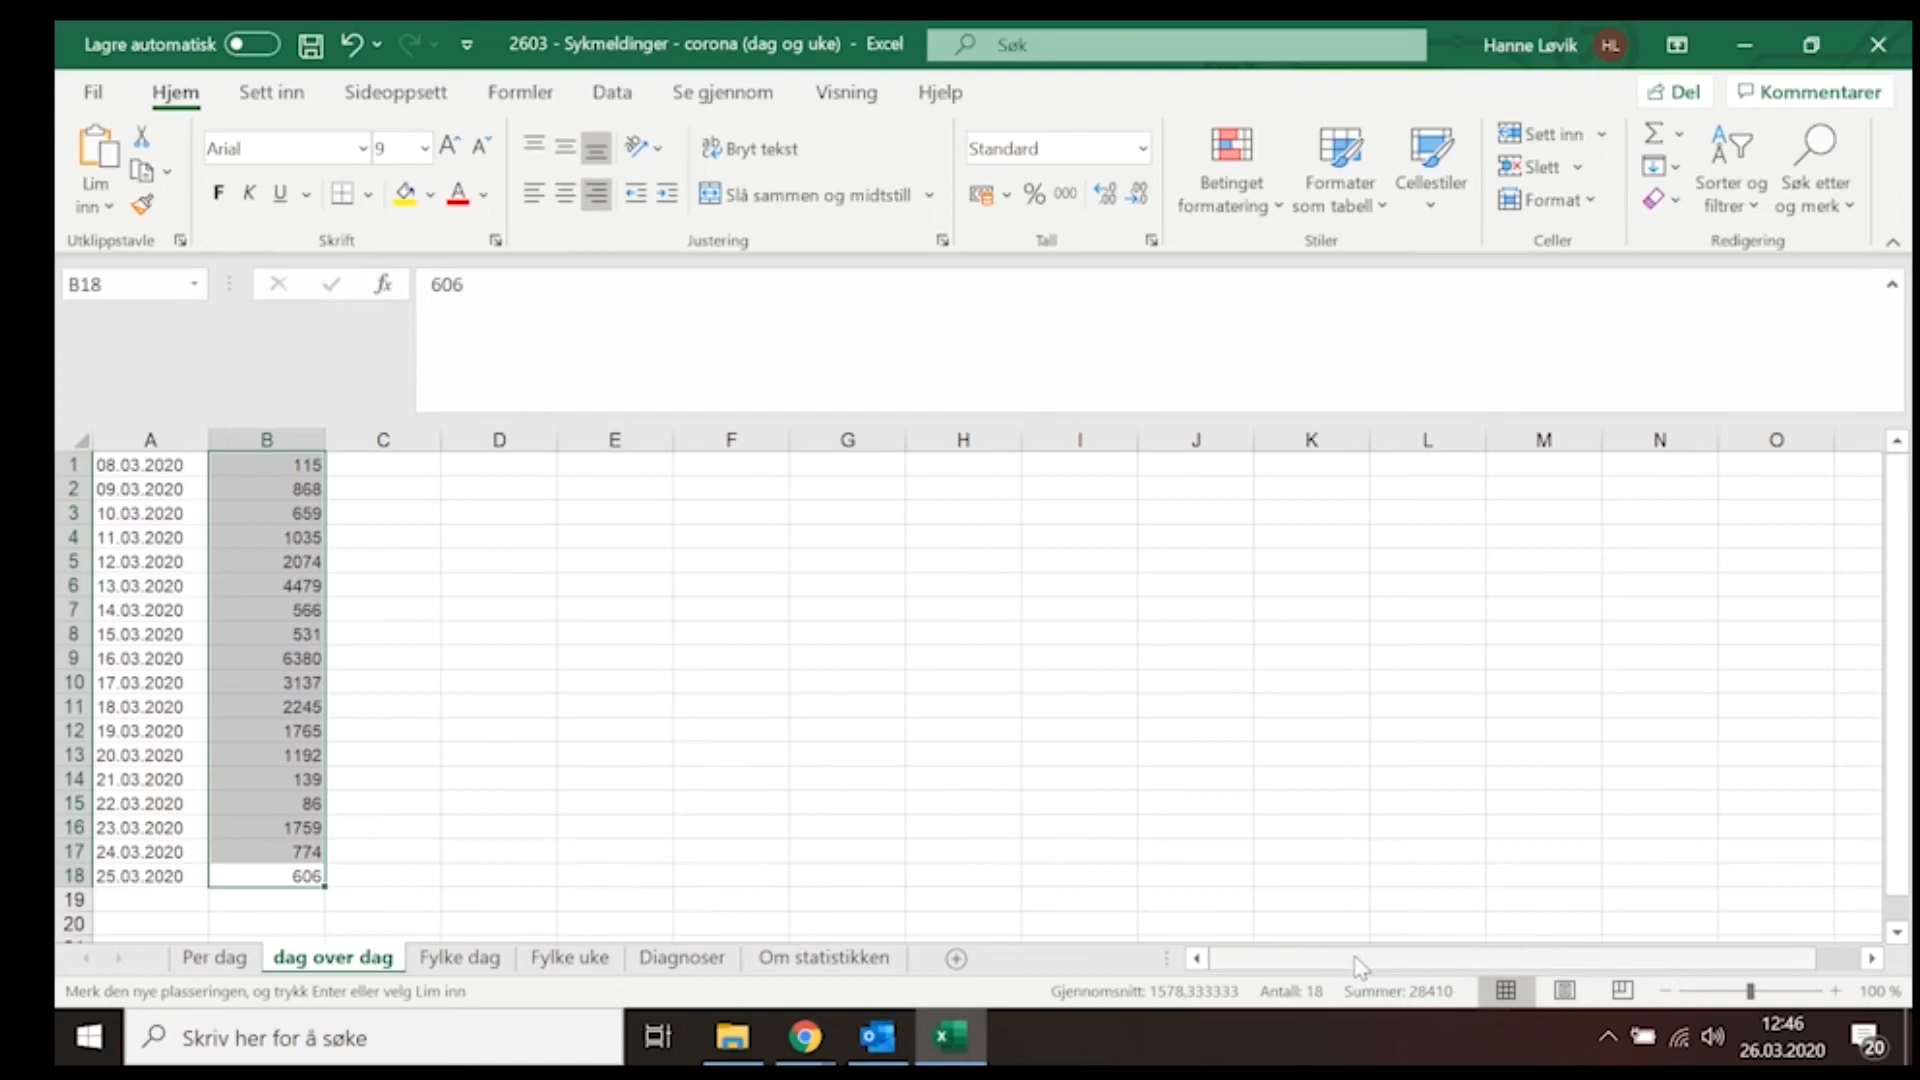 Lagre automatisk 2603 - Sykmeldinger - corona (dag og uke) - Excel Søk Hanne Løvik HL
Fil Hjem Sett inn Sideoppsett Formler Data Se gjennom Visning Hjelp Del Kommentarer
Lim inn
Utklippstavle
Arial 9
F K U
Skrift
Bryt tekst
Slå sammen og midtstill
Justering
Standard
% 000
Tall
Betinget formatering
Formater som tabell
Cellestiler
Stiler
Sett inn
Slett
Format
Celler
Sorter og filtrer
Søk etter og merk
Redigering
B18 fx 606
A B C D E F G H I J K L M N O
1 08.03.2020 115
2 09.03.2020 868
3 10.03.2020 659
4 11.03.2020 1035
5 12.03.2020 2074
6 13.03.2020 4479
7 14.03.2020 566
8 15.03.2020 531
9 16.03.2020 6380
10 17.03.2020 3137
11 18.03.2020 2245
12 19.03.2020 1765
13 20.03.2020 1192
14 21.03.2020 139
15 22.03.2020 86
16 23.03.2020 1759
17 24.03.2020 774
18 25.03.2020 606
19
20
Per dag dag over dag Fylke dag Fylke uke Diagnoser Om statistikken
Merk den nye plasseringen, og trykk Enter eller velg Lim inn Gjennomsnitt: 1578,333333 Antall: 18 Summer: 28410 100 %
Skriv her for å søke
12:46
26.03.2020
20